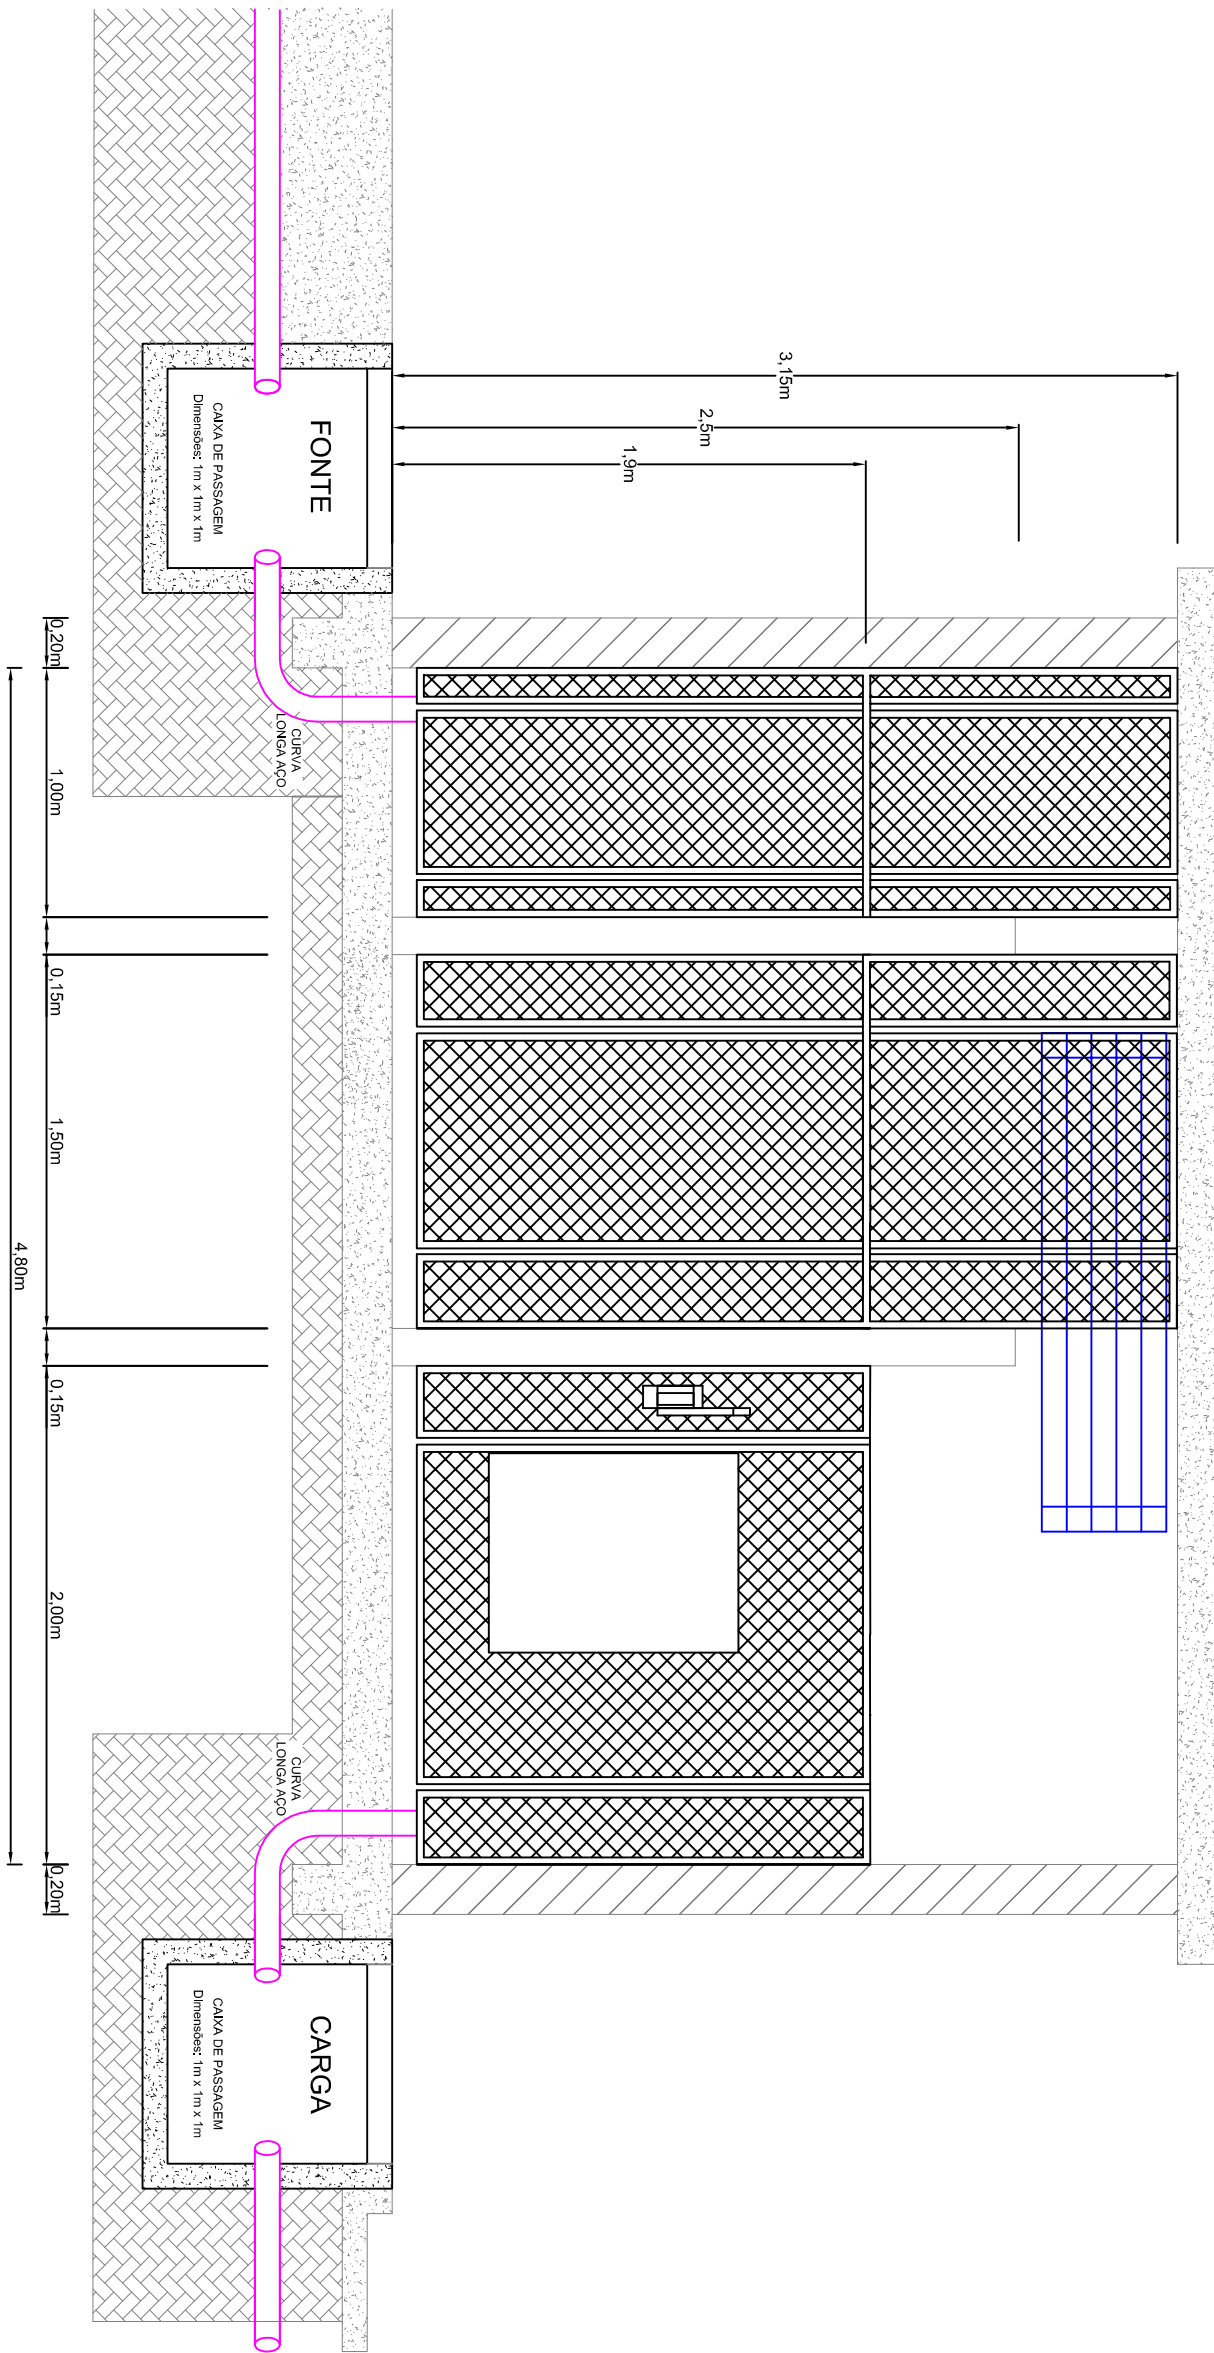 3,15m
2,5m
1,9m
FONTE
CAIXA DE PASSAGEM
Dimensões: 1m x 1m x 1m
CURVA
LONGA AÇO
CURVA
LONGA AÇO
CARGA
CAIXA DE PASSAGEM
Dimensões: 1m x 1m x 1m
0,20m
1,00m
0,15m
1,50m
0,15m
2,00m
0,20m
4,80m